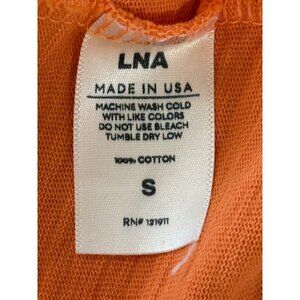 LNA
MADE IN USA
MACHINE WASH COLD
WITH LIKE COLORS
DO NOT USE BLEACH
TUMBLE DRY LOW
100% COTTON
S
RN# 121911